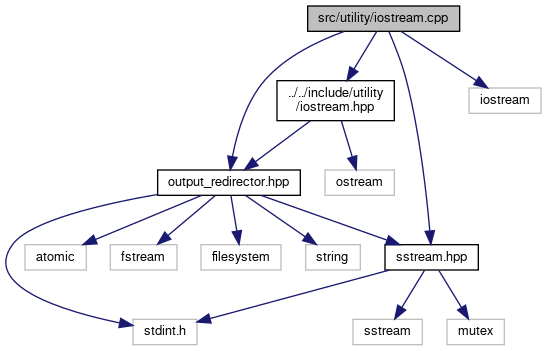 src/utility/iostream.cpp
../../include/utility
/iostream.hpp
iostream
output_redirector.hpp
ostream
atomic
fstream
filesystem
string
sstream.hpp
stdint.h
sstream
mutex